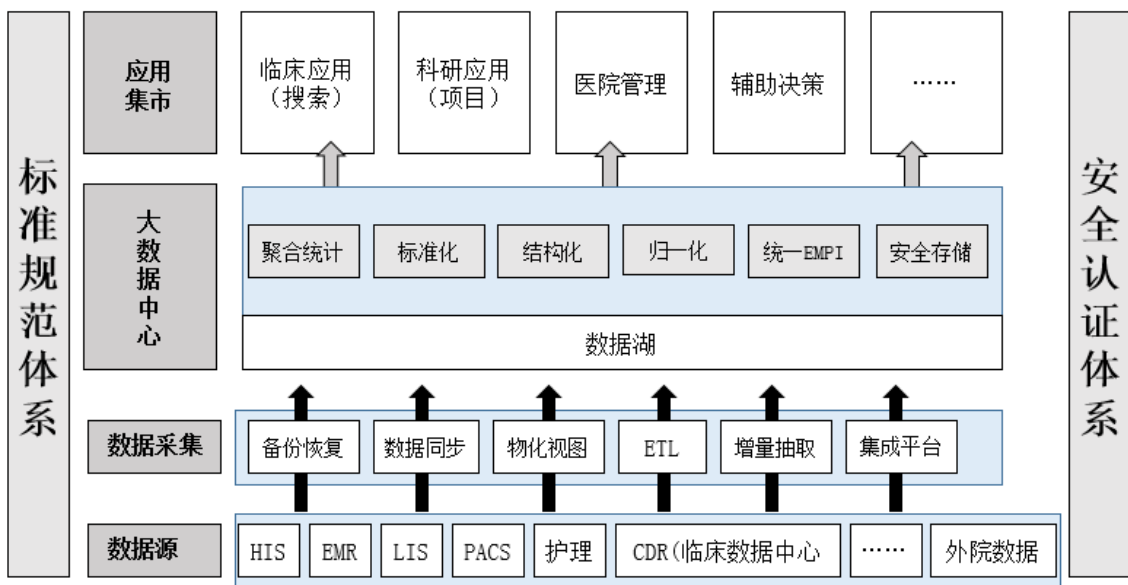 标准规范体系
应用
集市
临床应用
（搜索）
科研应用
（项目）
医院管理
辅助决策
……
大数据中心
聚合统计
标准化
结构化
归一化
统一EMPI
安全存储
数据湖
数据采集
备份恢复
数据同步
物化视图
ETL
增量抽取
集成平台
数据源
HIS
EMR
LIS
PACS
护理
CDR(临床数据中心
……
外院数据
安全认证体系